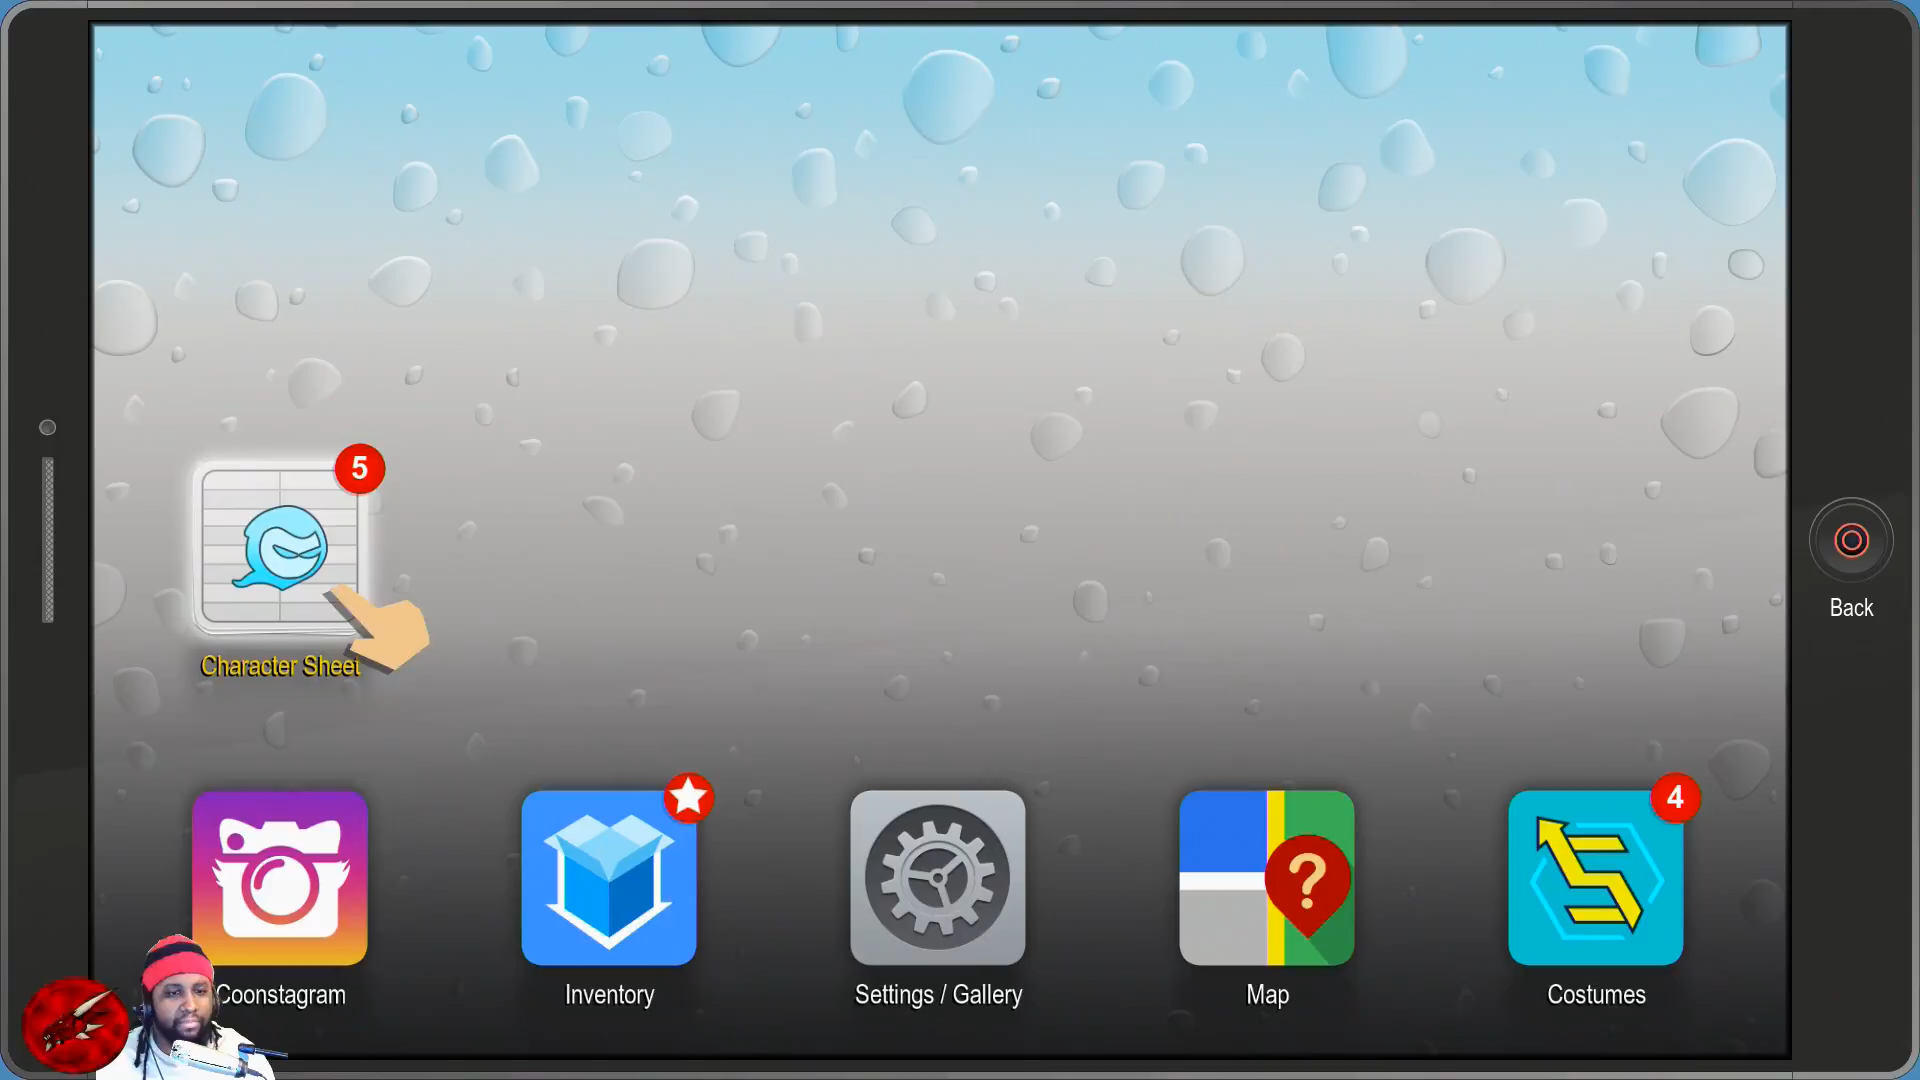 5
Character Sheet
Back
4
?
Coonstagram
Inventory
Settings / Gallery
Map
Costumes